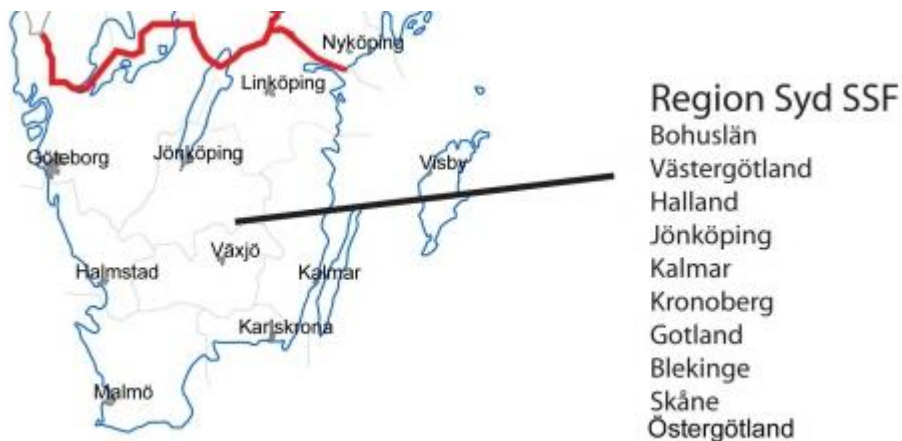 Nyköping
Linköping
Göteborg
Jönköping
Visby
Växjö
Halmstad
Kalmar
Karlskrona
Malmö
Region Syd SSF
Bohuslän
Västergötland
Halland
Jönköping
Kalmar
Kronoberg
Gotland
Blekinge
Skåne
Östergötland